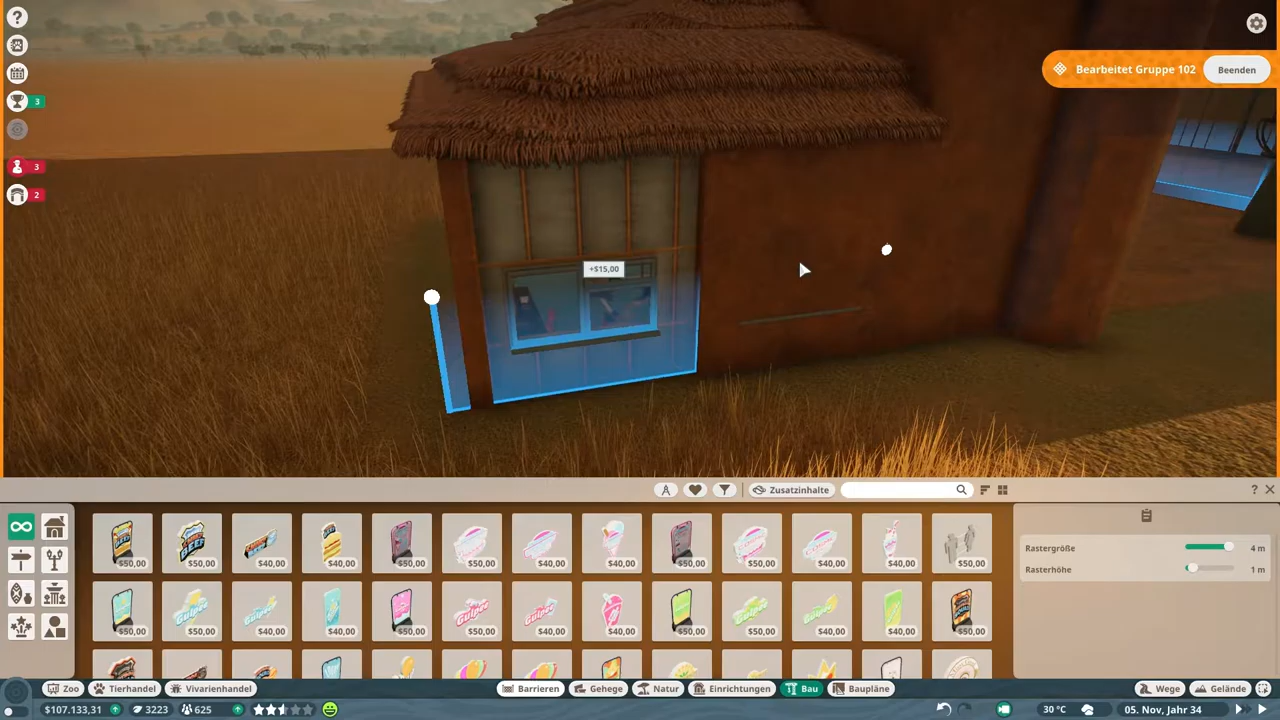 ?
Bearbeitet Gruppe 102
Beenden
3
3
2
+$15,00
Zusatzinhalte
? ×
$50,00 $50,00 $40,00 $40,00 $50,00 $50,00 $40,00 $40,00 $50,00 $50,00 $40,00 $40,00 $50,00
Rastergröße 4 m
Rasterhöhe 1 m
$50,00 $50,00 $40,00 $40,00 $50,00 $50,00 $40,00 $40,00 $50,00 $50,00 $40,00 $40,00 $50,00
Zoo Tierhandel Vivarienhandel Barrieren Gehege Natur Einrichtungen Bau Baupläne Wege Gelände
$107.133,31 3223 625 30 °C 05. Nov, Jahr 34